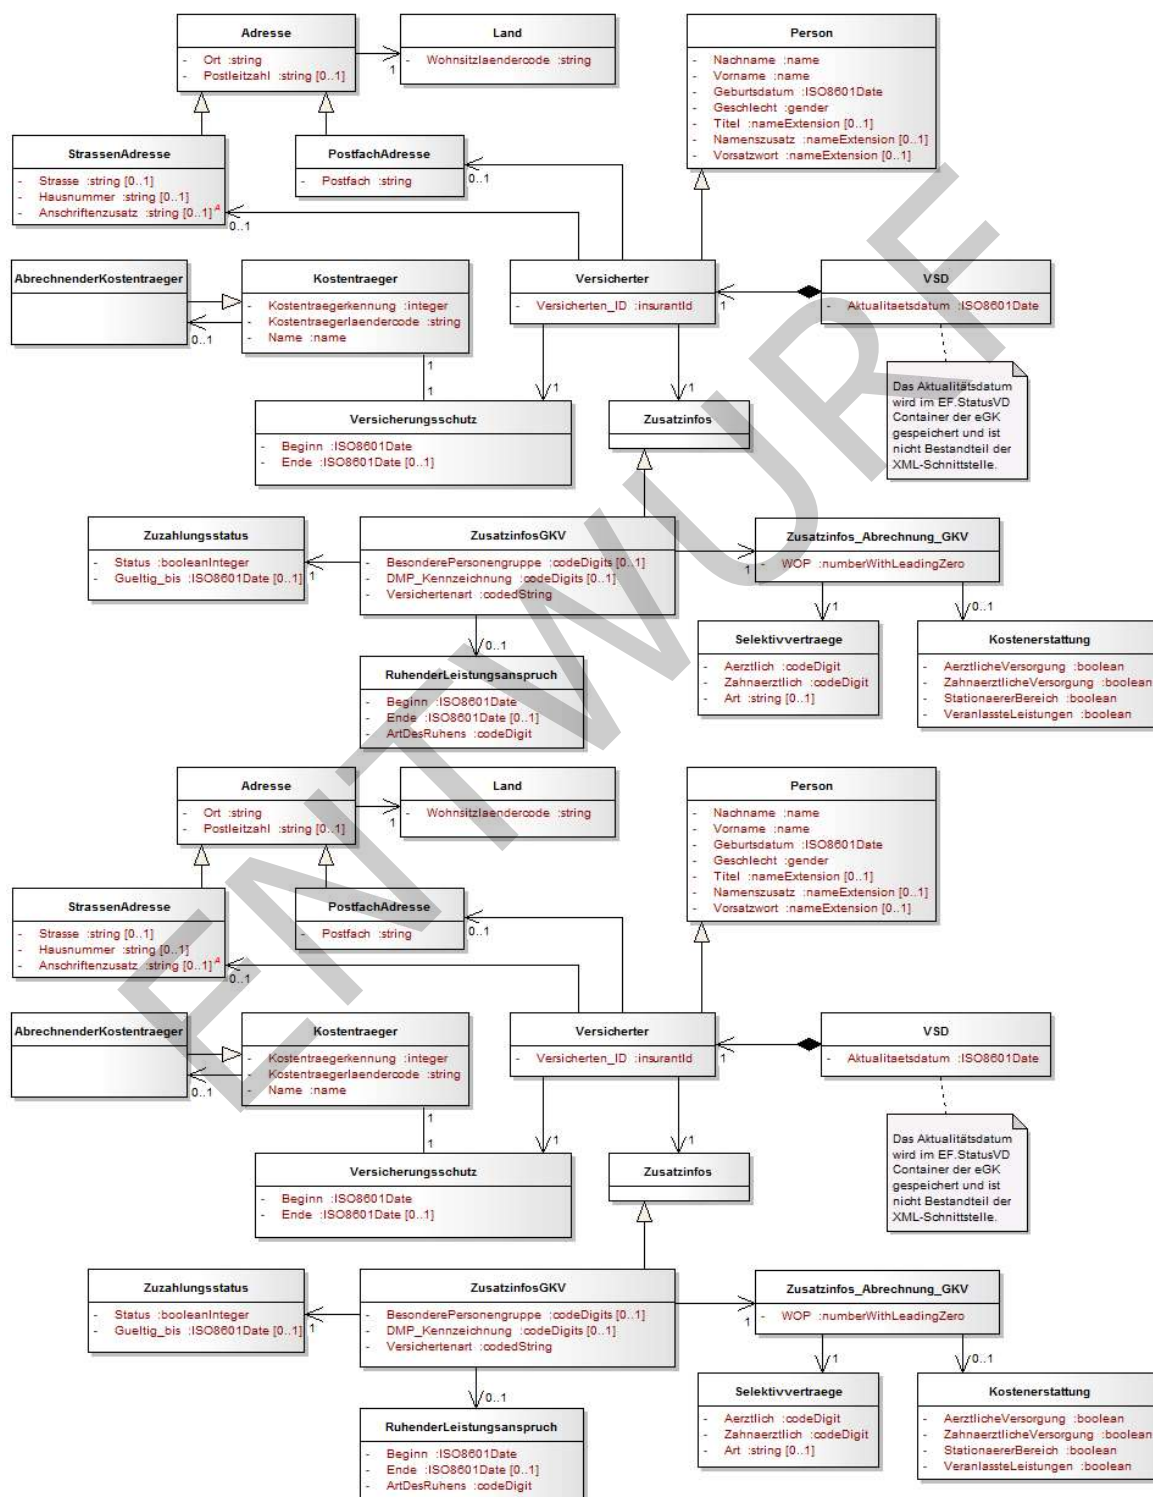 Adresse
- Ort :string
- Postleitzahl :string [0..1]
1
Land
- Wohnsitzlaendercode :string
Person
- Nachname :name
- Vorname :name
- Geburtsdatum :ISO8601Date
- Geschlecht :gender
- Titel :nameExtension [0..1]
- Namenszusatz :nameExtension [0..1]
- Vorsatzwort :nameExtension [0..1]
StrassenAdresse
- Strasse :string [0..1]
- Hausnummer :string [0..1]
- Anschriftenzusatz :string [0..1]
0..1
PostfachAdresse
- Postfach :string
0..1
AbrechnenderKostentraeger
0..1
Kostentraeger
- Kostentraegerkennung :integer
- Kostentraegerlaendercode :string
- Name :name
1
1
Versicherter
- Versicherten_ID :insurantId
1
VSD
- Aktualitaetsdatum :ISO8601Date
Das Aktualitätsdatum
wird im EF.StatusVD
Container der eGK
gespeichert und ist
nicht Bestandteil der
XML-Schnittstelle.
1
1
Versicherungsschutz
- Beginn :ISO8601Date
- Ende :ISO8601Date [0..1]
Zusatzinfos
Zuzahlungsstatus
- Status :booleanInteger
- Gueltig_bis :ISO8601Date [0..1]
1
ZusatzinfosGKV
- BesonderePersonengruppe :codeDigits [0..1]
- DMP_Kennzeichnung :codeDigits [0..1]
- Versichertenart :codedString
1
Zusatzinfos_Abrechnung_GKV
- WOP :numberWithLeadingZero
0..1
1
0..1
RuhenderLeistungsanspruch
- Beginn :ISO8601Date
- Ende :ISO8601Date [0..1]
- ArtDesRuhens :codeDigit
Selektivvertraege
- Aerztlich :codeDigit
- Zahnaerztlich :codeDigit
- Art :string [0..1]
Kostenerstattung
- AerztlicheVersorgung :boolean
- ZahnaerztlicheVersorgung :boolean
- StationaererBereich :boolean
- VeranlassteLeistungen :boolean
ENTWURF
Adresse
- Ort :string
- Postleitzahl :string [0..1]
1
Land
- Wohnsitzlaendercode :string
Person
- Nachname :name
- Vorname :name
- Geburtsdatum :ISO8601Date
- Geschlecht :gender
- Titel :nameExtension [0..1]
- Namenszusatz :nameExtension [0..1]
- Vorsatzwort :nameExtension [0..1]
StrassenAdresse
- Strasse :string [0..1]
- Hausnummer :string [0..1]
- Anschriftenzusatz :string [0..1]
0..1
PostfachAdresse
- Postfach :string
0..1
AbrechnenderKostentraeger
0..1
Kostentraeger
- Kostentraegerkennung :integer
- Kostentraegerlaendercode :string
- Name :name
1
1
Versicherter
- Versicherten_ID :insurantId
1
VSD
- Aktualitaetsdatum :ISO8601Date
Das Aktualitätsdatum
wird im EF.StatusVD
Container der eGK
gespeichert und ist
nicht Bestandteil der
XML-Schnittstelle.
1
1
Versicherungsschutz
- Beginn :ISO8601Date
- Ende :ISO8601Date [0..1]
Zusatzinfos
Zuzahlungsstatus
- Status :booleanInteger
- Gueltig_bis :ISO8601Date [0..1]
1
ZusatzinfosGKV
- BesonderePersonengruppe :codeDigits [0..1]
- DMP_Kennzeichnung :codeDigits [0..1]
- Versichertenart :codedString
1
Zusatzinfos_Abrechnung_GKV
- WOP :numberWithLeadingZero
0..1
1
0..1
RuhenderLeistungsanspruch
- Beginn :ISO8601Date
- Ende :ISO8601Date [0..1]
- ArtDesRuhens :codeDigit
Selektivvertraege
- Aerztlich :codeDigit
- Zahnaerztlich :codeDigit
- Art :string [0..1]
Kostenerstattung
- AerztlicheVersorgung :boolean
- ZahnaerztlicheVersorgung :boolean
- StationaererBereich :boolean
- VeranlassteLeistungen :boolean